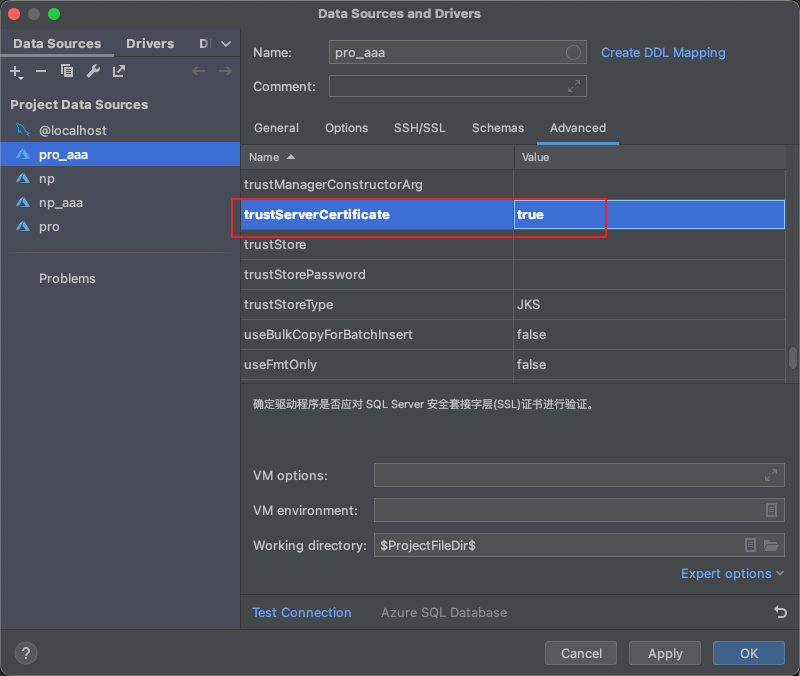 Data Sources and Drivers
Data Sources Drivers D
Project Data Sources
@localhost
pro_aaa
np
np_aaa
pro
Problems
Name: pro_aaa Create DDL Mapping
Comment:
General Options SSH/SSL Schemas Advanced
Name Value
trustManagerConstructorArg
trustServerCertificate true
trustStore
trustStorePassword
trustStoreType JKS
useBulkCopyForBatchInsert false
useFmtOnly false
确定驱动程序是否应对 SQL Server 安全套接字层(SSL)证书进行验证。
VM options:
VM environment:
Working directory: $ProjectFileDir$
Expert options
Test Connection Azure SQL Database
? Cancel Apply OK